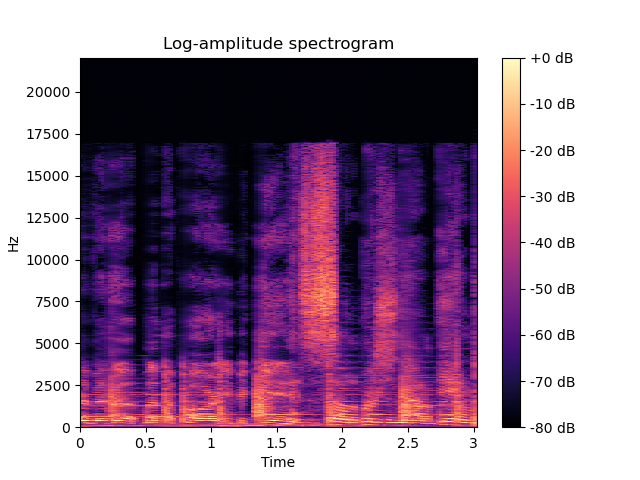 Log-amplitude spectrogram
20000
17500
15000
12500
10000
7500
5000
2500
0
Hz
0 0.5 1 1.5 2 2.5 3
Time
+0 dB
-10 dB
-20 dB
-30 dB
-40 dB
-50 dB
-60 dB
-70 dB
-80 dB